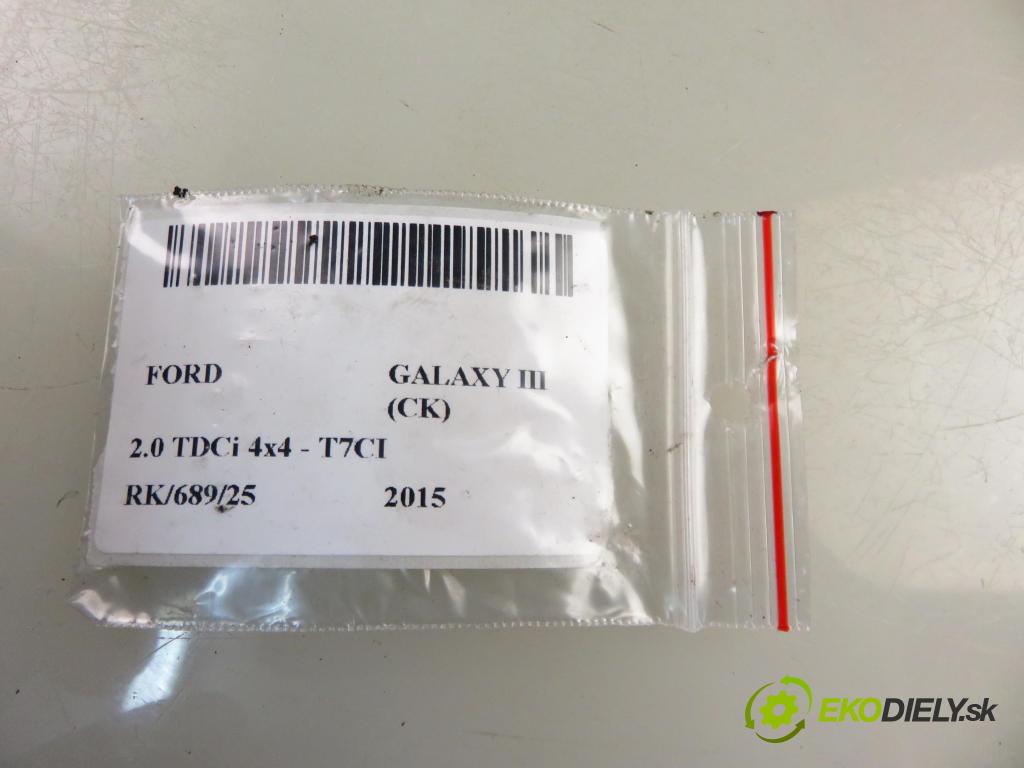 FORD GALAXY III
(CK)
2.0 TDCi 4x4 - T7CI
RK/689/25 2015
EKODIELY.sk